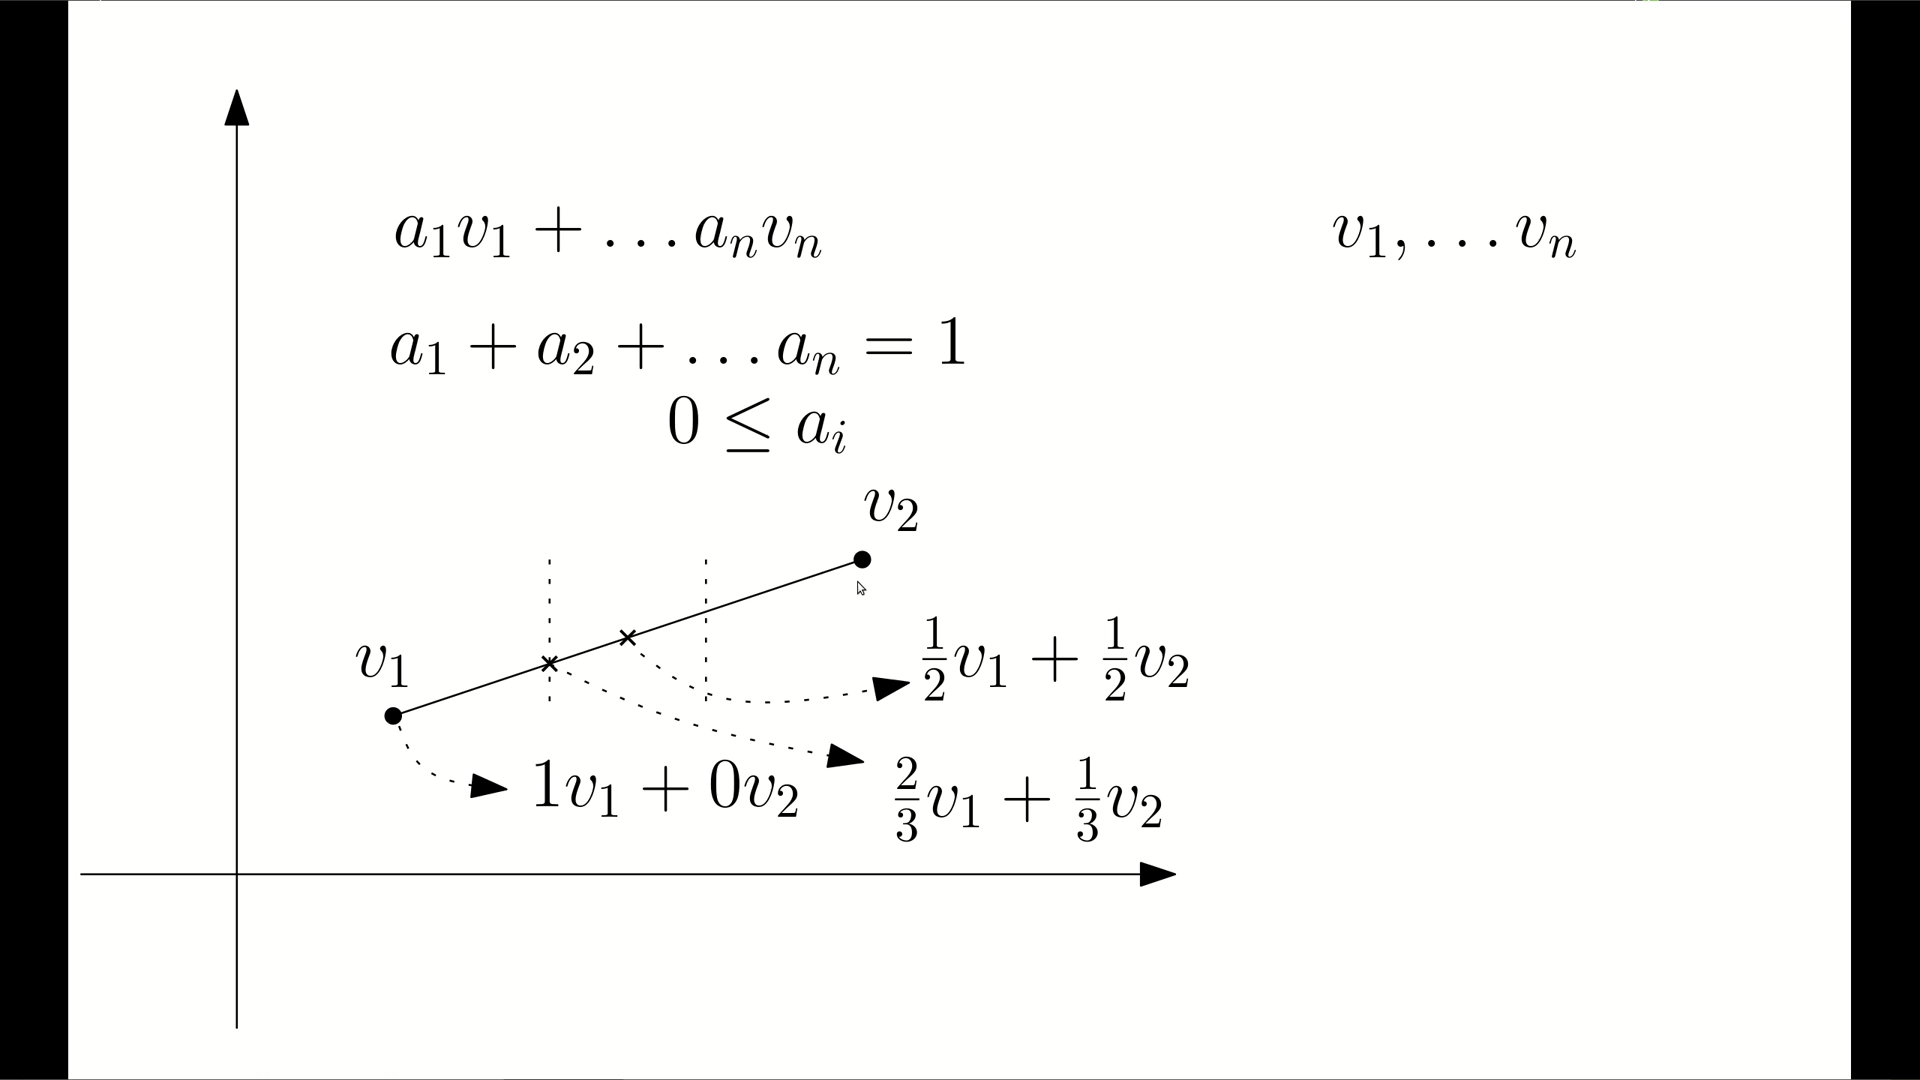 a₁v₁ + … aₙvₙ
v₁, … vₙ
a₁ + a₂ + … aₙ = 1
0 ≤ aᵢ
v₂
v₁
½v₁ + ½v₂
1v₁ + 0v₂
⅔v₁ + ⅓v₂